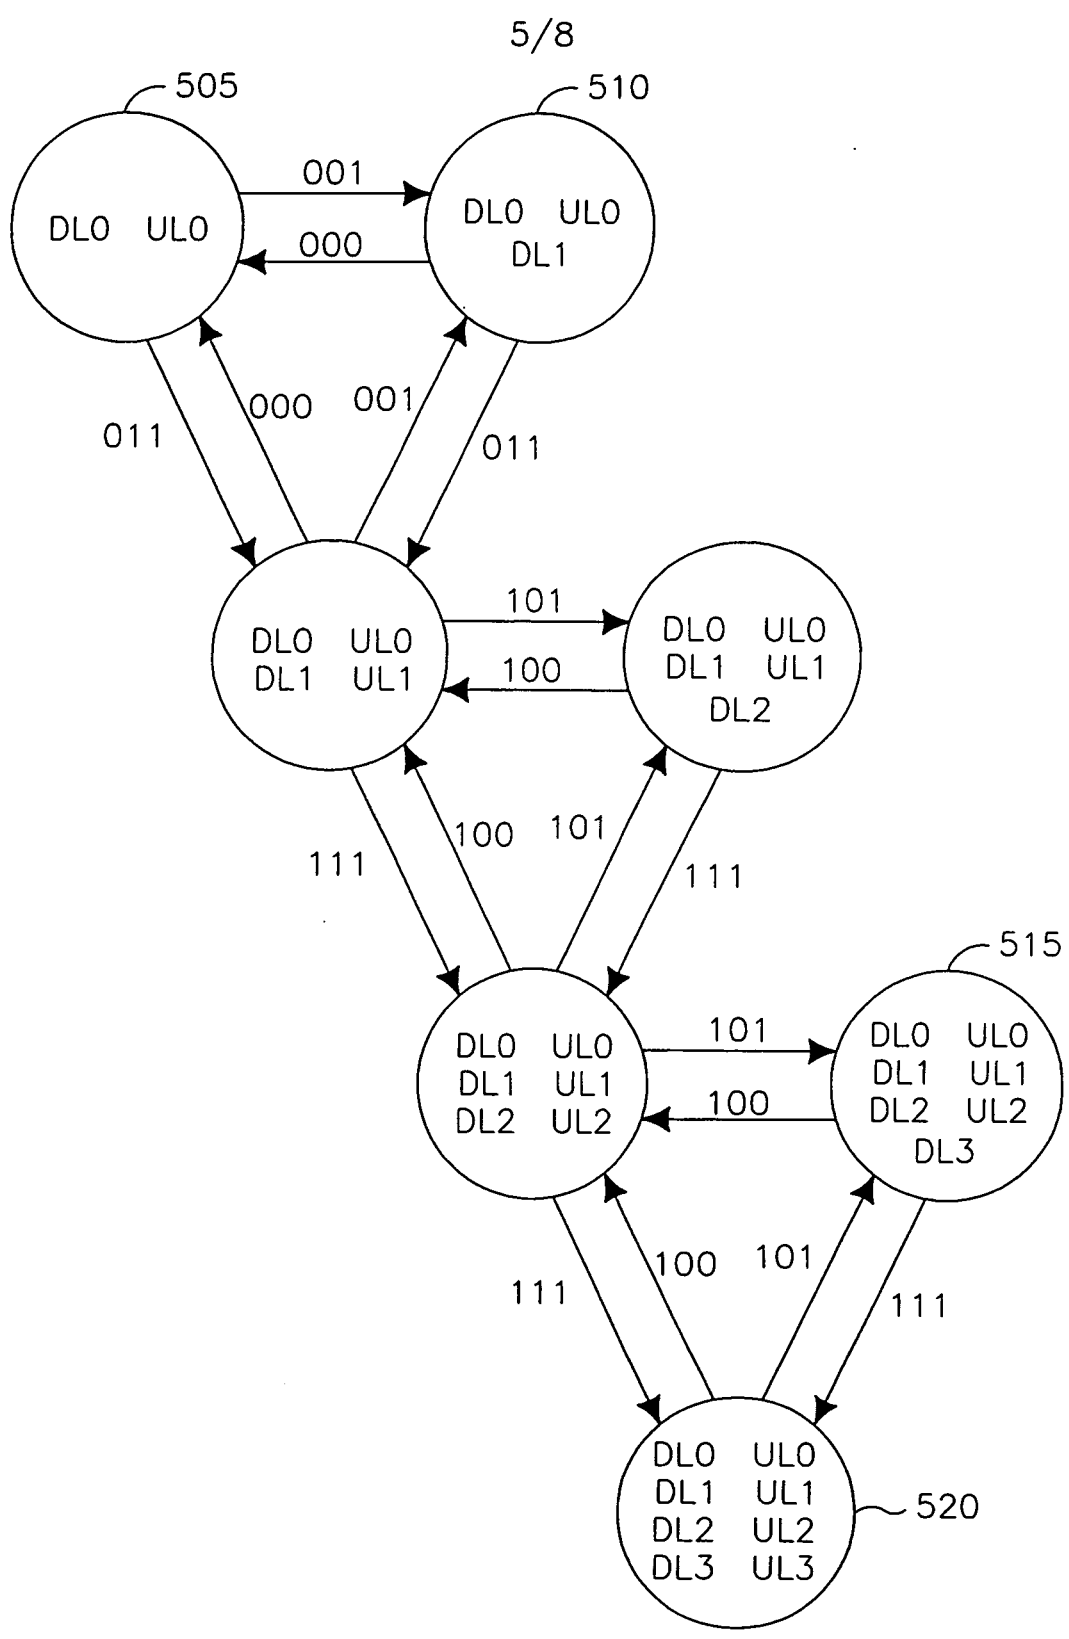 5/8
505
510
001
DL0 UL0
DL0 UL0
DL1
000
000
001
011
011
101
DL0 UL0
DL1 UL1
DL0 UL0
DL1 UL1
DL2
100
100
101
111
111
515
101
DL0 UL0
DL1 UL1
DL2 UL2
DL0 UL0
DL1 UL1
DL2 UL2
DL3
100
100
101
111
111
DL0 UL0
DL1 UL1
DL2 UL2
DL3 UL3
520